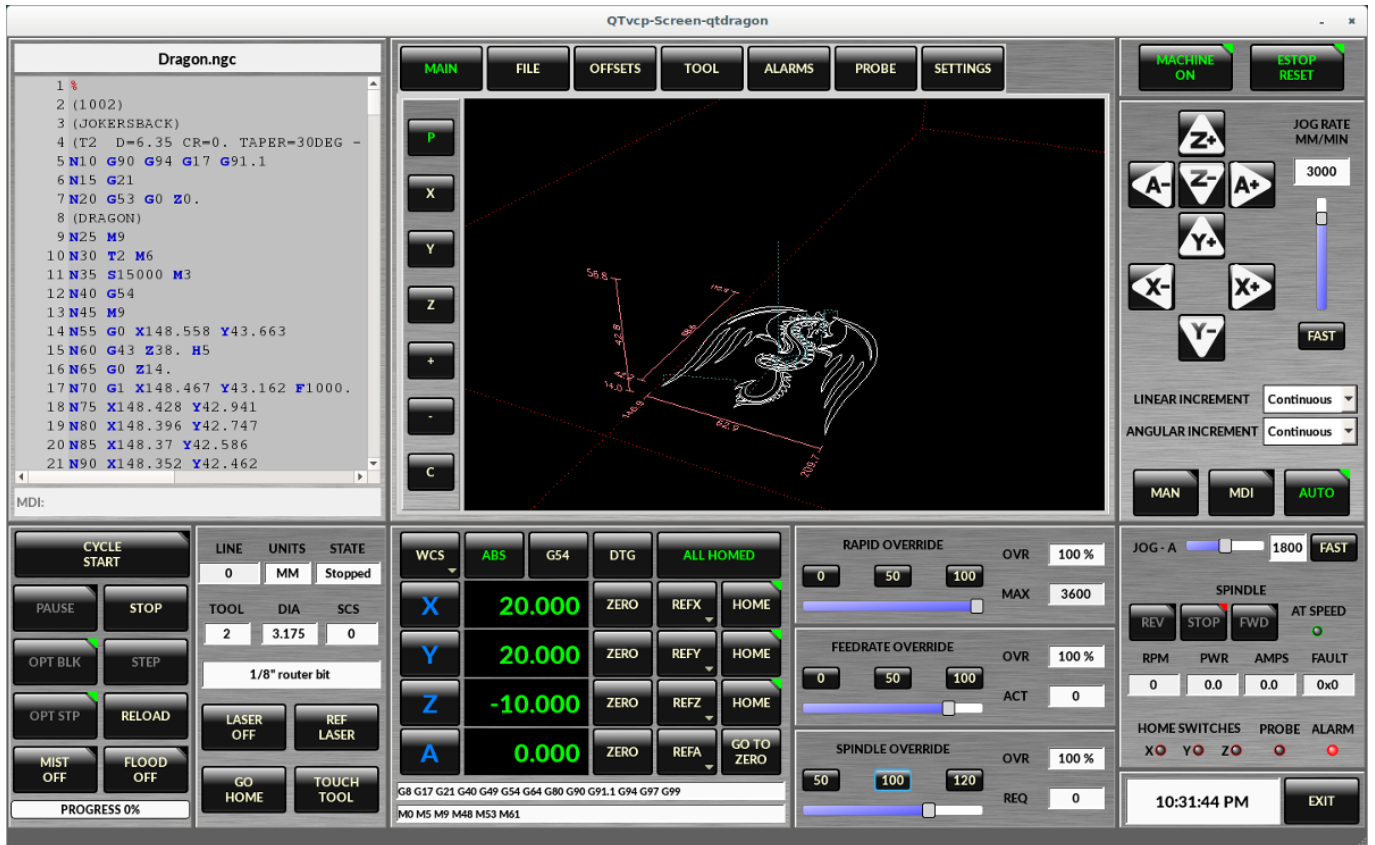 QTvcp-Screen-qtdragon
Dragon.ngc
1 %
2 (1002)
3 (JOKERSBACK)
4 (T2 D=6.35 CR=0. TAPER=30DEG -
5 N10 G90 G94 G17 G91.1
6 N15 G21
7 N20 G53 G0 Z0.
8 (DRAGON)
9 N25 M9
10 N30 T2 M6
11 N35 S15000 M3
12 N40 G54
13 N45 M9
14 N55 G0 X148.558 Y43.663
15 N60 G43 Z38. H5
16 N65 G0 Z14.
17 N70 G1 X148.467 Y43.162 F1000.
18 N75 X148.428 Y42.941
19 N80 X148.396 Y42.747
20 N85 X148.37 Y42.586
21 N90 X148.352 Y42.462
MDI:
MAIN FILE OFFSETS TOOL ALARMS PROBE SETTINGS
P
X
Y
Z
+
-
C
56.8
42.8
14.0
88.6
146.8
62.9
209.7
MACHINE ON
ESTOP RESET
Z+
A- Z- A+
Y+
X- X+
Y-
JOG RATE
MM/MIN
3000
FAST
LINEAR INCREMENT Continuous
ANGULAR INCREMENT Continuous
MAN MDI AUTO
CYCLE
START
PAUSE STOP
OPT BLK STEP
OPT STP RELOAD
MIST OFF
FLOOD OFF
PROGRESS 0%
LINE UNITS STATE
0 MM Stopped
TOOL DIA SCS
2 3.175 0
1/8" router bit
LASER OFF
REF LASER
GO HOME
TOUCH TOOL
WCS ABS G54 DTG ALL HOMED
X 20.000 ZERO REFX HOME
Y 20.000 ZERO REFY HOME
Z -10.000 ZERO REFZ HOME
A 0.000 ZERO REFA GO TO ZERO
G8 G17 G21 G40 G49 G54 G64 G80 G90 G91.1 G94 G97 G99
M0 M5 M9 M48 M53 M61
RAPID OVERRIDE OVR 100 %
0 50 100
MAX 3600
FEEDRATE OVERRIDE OVR 100 %
0 50 100
ACT 0
SPINDLE OVERRIDE OVR 100 %
50 100 120
REQ 0
JOG - A 1800 FAST
SPINDLE
REV STOP FWD AT SPEED
RPM PWR AMPS FAULT
0 0.0 0.0 0x0
HOME SWITCHES PROBE ALARM
X Y Z
10:31:44 PM EXIT